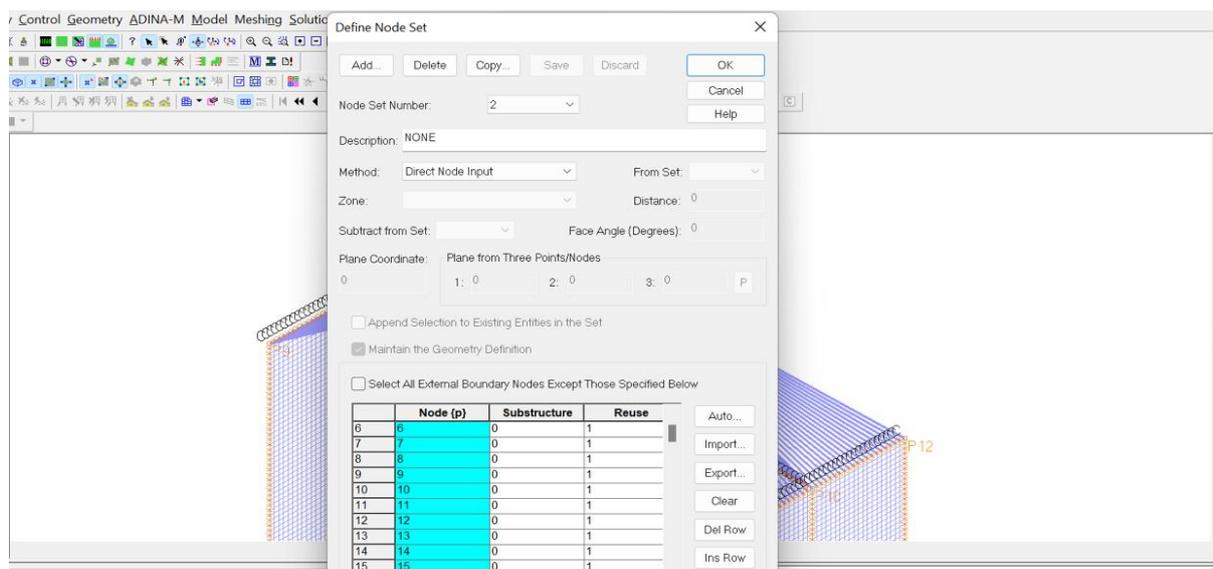 Control Geometry ADINA-M Model Meshing Solutio
Define Node Set
Add... Delete Copy... Save Discard OK
Cancel
Node Set Number: 2
Help
Description: NONE
Method: Direct Node Input From Set:
Zone: Distance: 0
Subtract from Set: Face Angle (Degrees): 0
Plane Coordinate: Plane from Three Points/Nodes
0 1: 0 2: 0 3: 0 P
Append Selection to Existing Entities in the Set
Maintain the Geometry Definition
Select All External Boundary Nodes Except Those Specified Below
Node {p} Substructure Reuse Auto...
6 6 0 1
7 7 0 1 Import...
8 8 0 1
9 9 0 1 Export...
10 10 0 1
11 11 0 1 Clear
12 12 0 1
13 13 0 1 Del Row
14 14 0 1 Ins Row
15 15 0 1
P9
P12